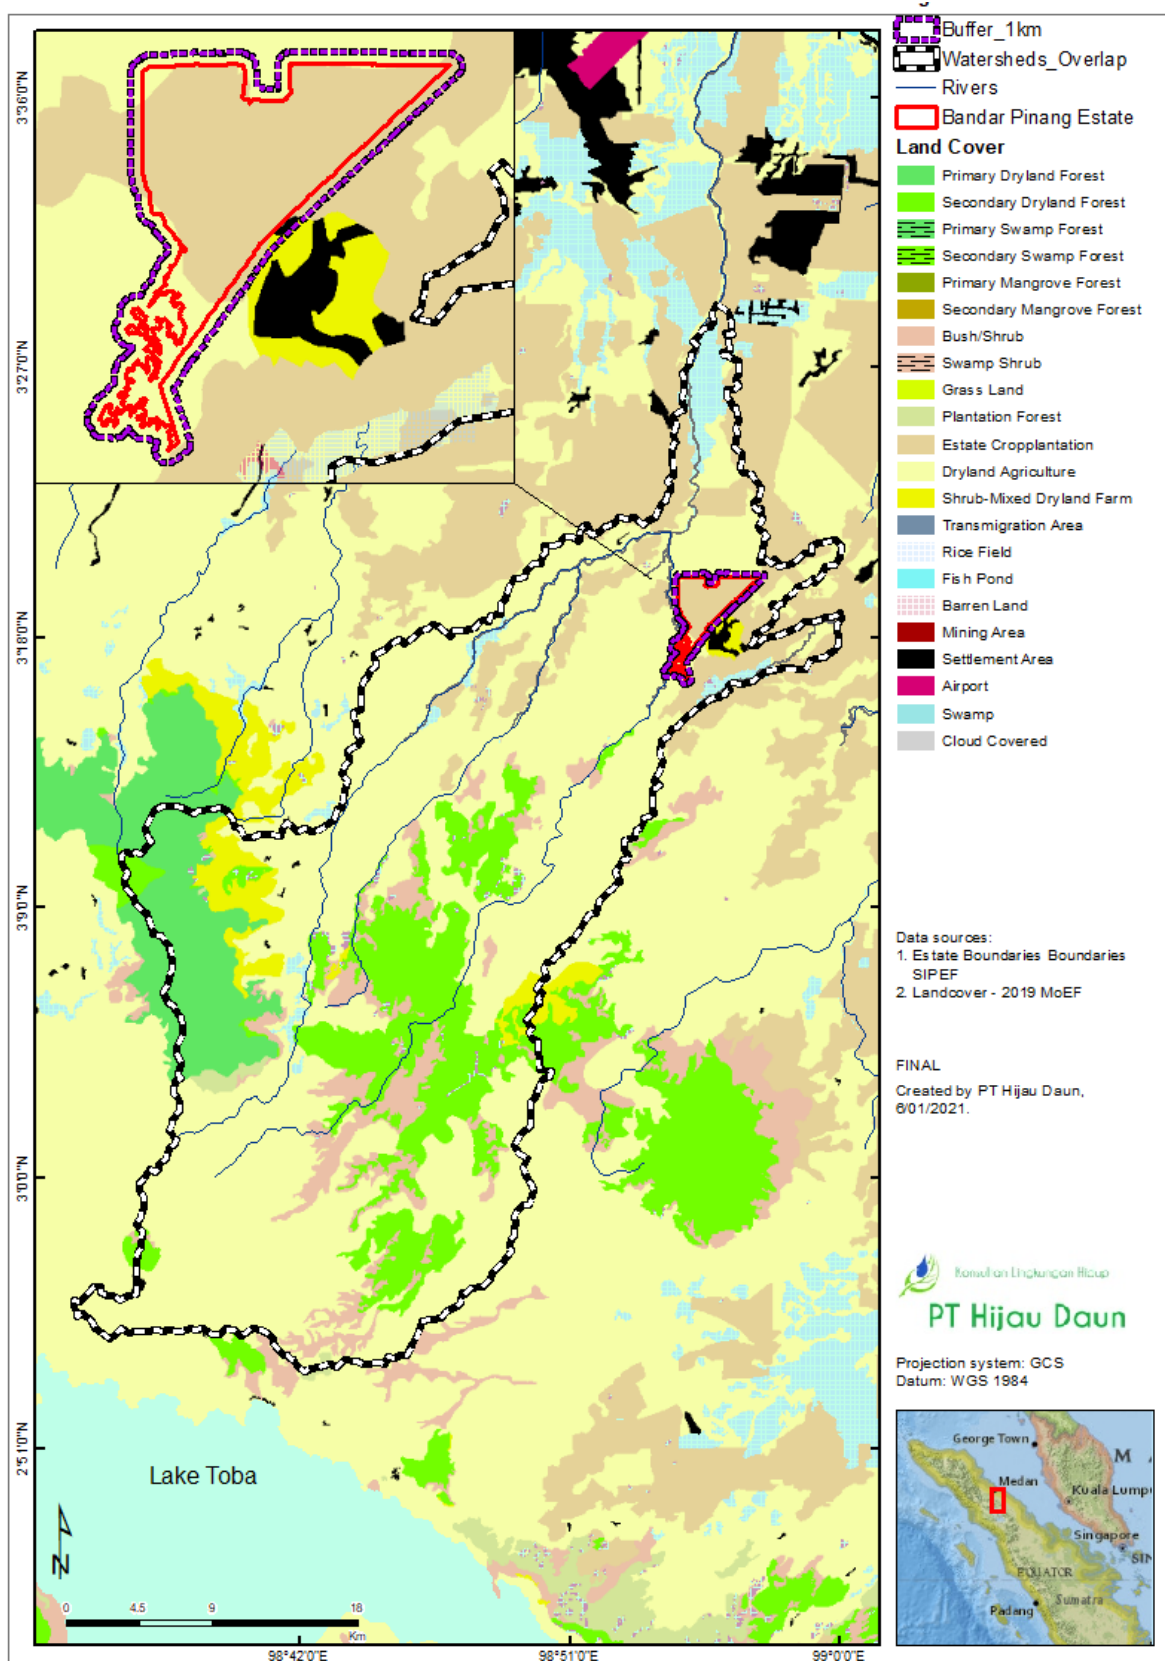 Buffer_1km
Watersheds_Overlap
Rivers
Bandar Pinang Estate
Land Cover
Primary Dryland Forest
Secondary Dryland Forest
Primary Swamp Forest
Secondary Swamp Forest
Primary Mangrove Forest
Secondary Mangrove Forest
Bush/Shrub
Swamp Shrub
Grass Land
Plantation Forest
Estate Cropplantation
Dryland Agriculture
Shrub-Mixed Dryland Farm
Transmigration Area
Rice Field
Fish Pond
Barren Land
Mining Area
Settlement Area
Airport
Swamp
Cloud Covered
3°36'0"N
3°27'0"N
3°18'0"N
3°9'0"N
3°0'0"N
2°51'0"N
Lake Toba
N
0 4.5 9 18
Km
98°42'0"E 98°51'0"E 99°0'0"E
Data sources:
1. Estate Boundaries Boundaries
SIPEF
2. Landcover - 2019 MoEF
FINAL
Created by PT Hijau Daun,
6/01/2021.
Konsultan Lingkungan Hidup
PT Hijau Daun
Projection system: GCS
Datum: WGS 1984
George Town
M
Medan
Kuala Lump
Singapore
SIN
EQUATOR
Sumatra
Padang